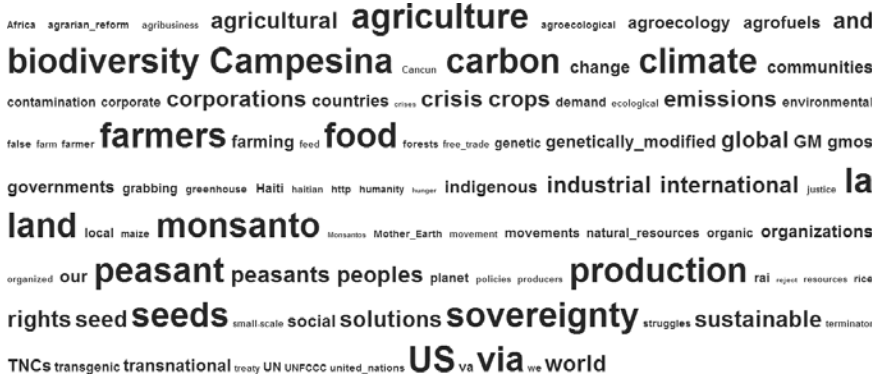 Africa agrarian_reform agribusiness agricultural agriculture agroecological agroecology agrofuels and
biodiversity Campesina Cancun carbon change climate communities
contamination corporate corporations countries crises crisis crops demand ecological emissions environmental
false farm farmer farmers farming feed food forests free_trade genetic genetically_modified global GM gmos
governments grabbing greenhouse Haiti haitian http humanity hunger indigenous industrial international justice la
land local maize monsanto Monsantos Mother_Earth movement movements natural_resources organic organizations
organized our peasant peasants peoples planet policies producers production rai reject resources rice
rights seed seeds small-scale social solutions sovereignty struggles sustainable terminator
TNCs transgenic transnational treaty UN UNFCCC united_nations US va via we world